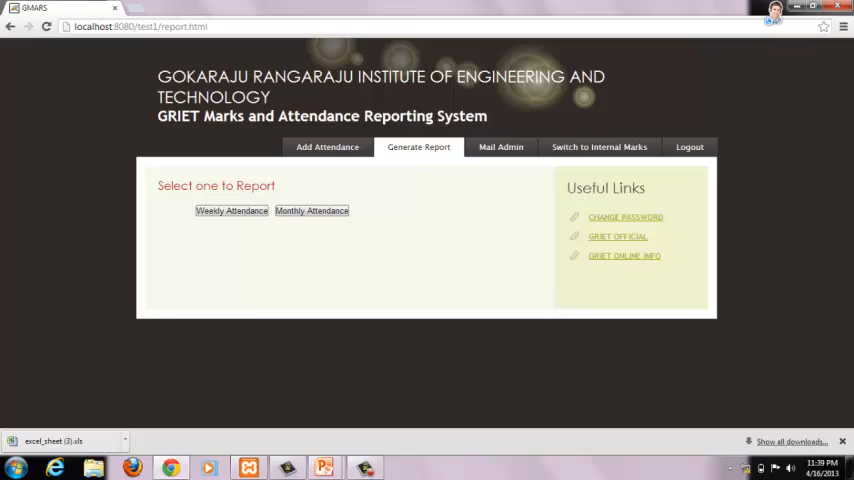 GMARS
localhost:8080/test1/report.html
GOKARAJU RANGARAJU INSTITUTE OF ENGINEERING AND
TECHNOLOGY
GRIET Marks and Attendance Reporting System
Add Attendance Generate Report Mail Admin Switch to Internal Marks Logout
Select one to Report
Weekly Attendance Monthly Attendance
Useful Links
CHANGE PASSWORD
GRIET OFFICIAL
GRIET ONLINE INFO
excel_sheet (3).xls
Show all downloads...
11:39 PM
4/16/2013